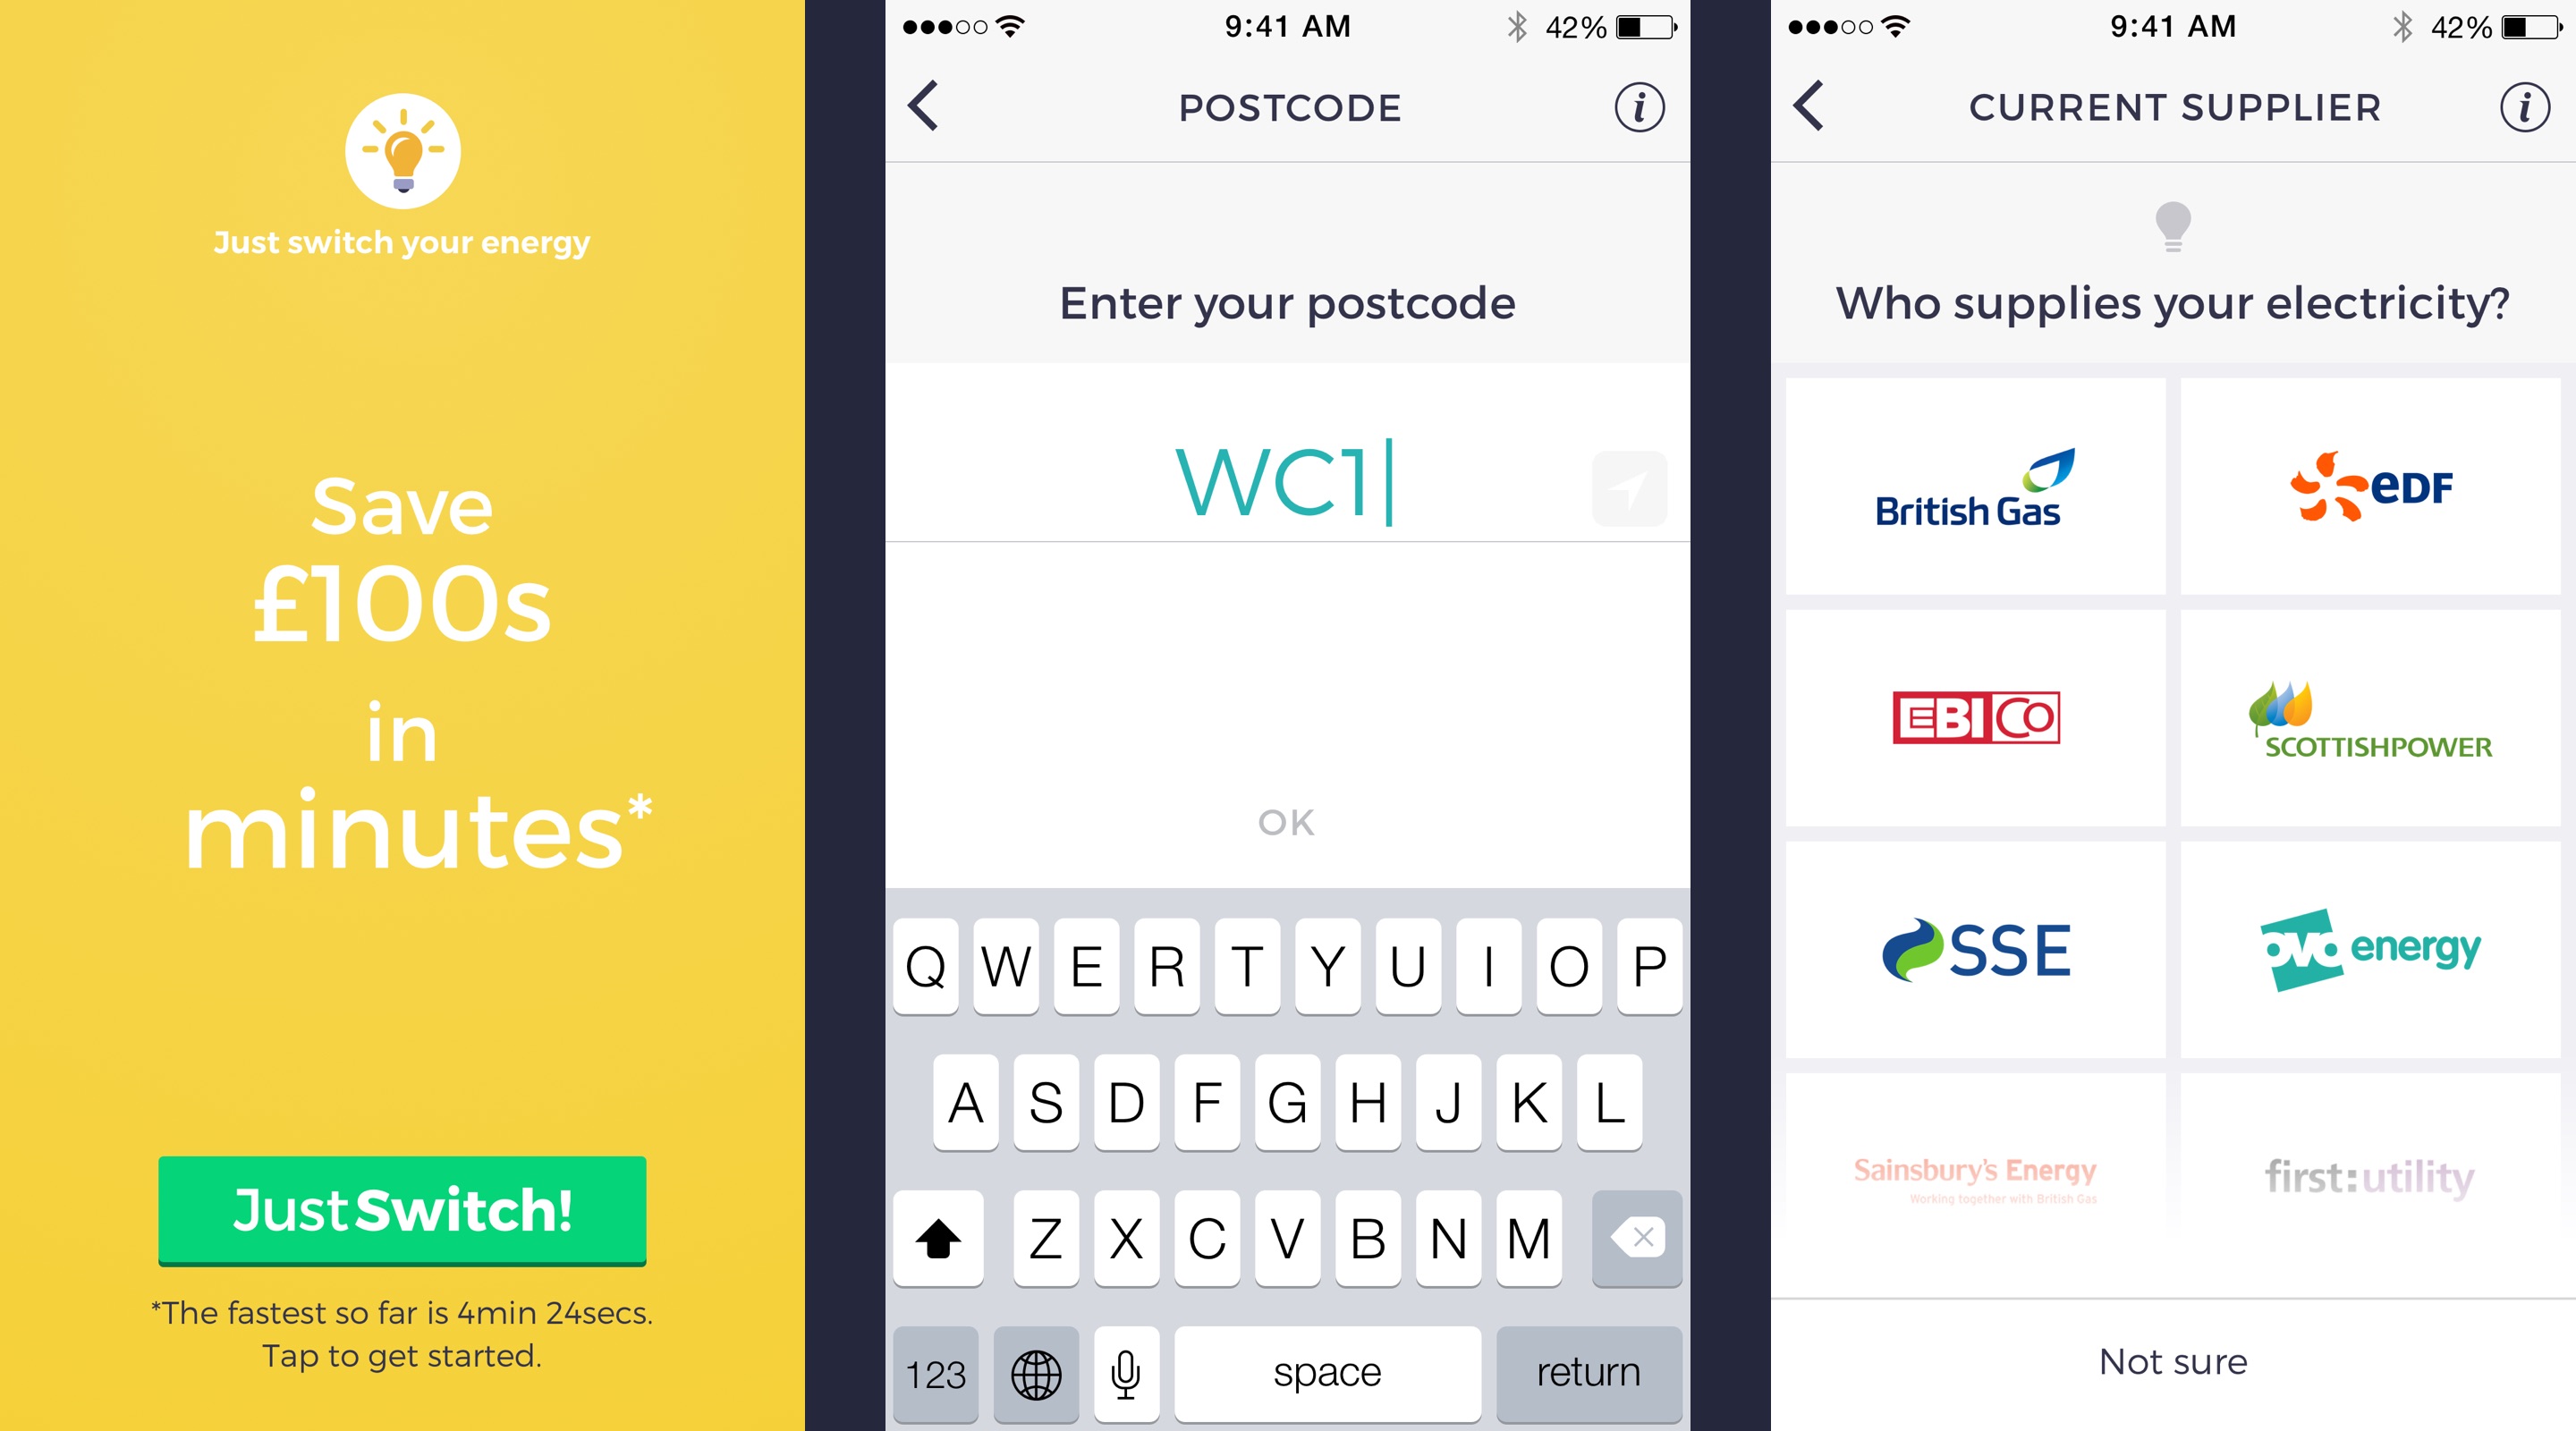 Just switch your energy
Save
£100s
in
minutes*
Just Switch!
*The fastest so far is 4min 24secs.
Tap to get started.
9:41 AM
42%
POSTCODE
i
Enter your postcode
WC1
OK
Q W E R T Y U I O P
A S D F G H J K L
Z X C V B N M
123 space return
9:41 AM
42%
CURRENT SUPPLIER
i
Who supplies your electricity?
British Gas
eDF
EBICo
SCOTTISHPOWER
SSE
ovo energy
Sainsbury's Energy
Working together with British Gas
first:utility
Not sure